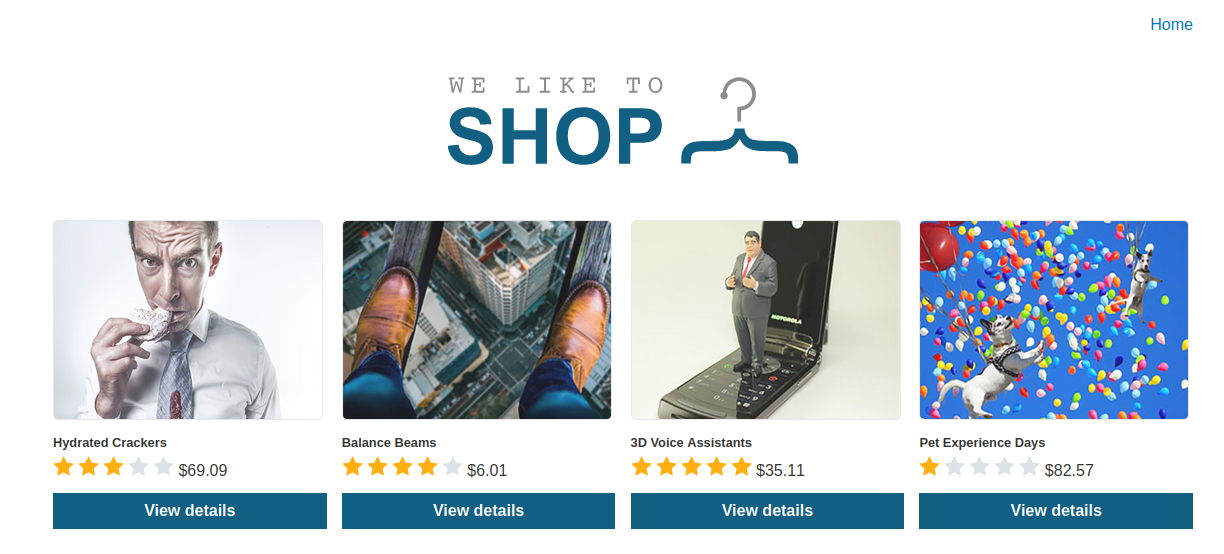 Home
WE LIKE TO
SHOP
MOTOROLA
Hydrated Crackers
$69.09
View details
Balance Beams
$6.01
View details
3D Voice Assistants
$35.11
View details
Pet Experience Days
$82.57
View details